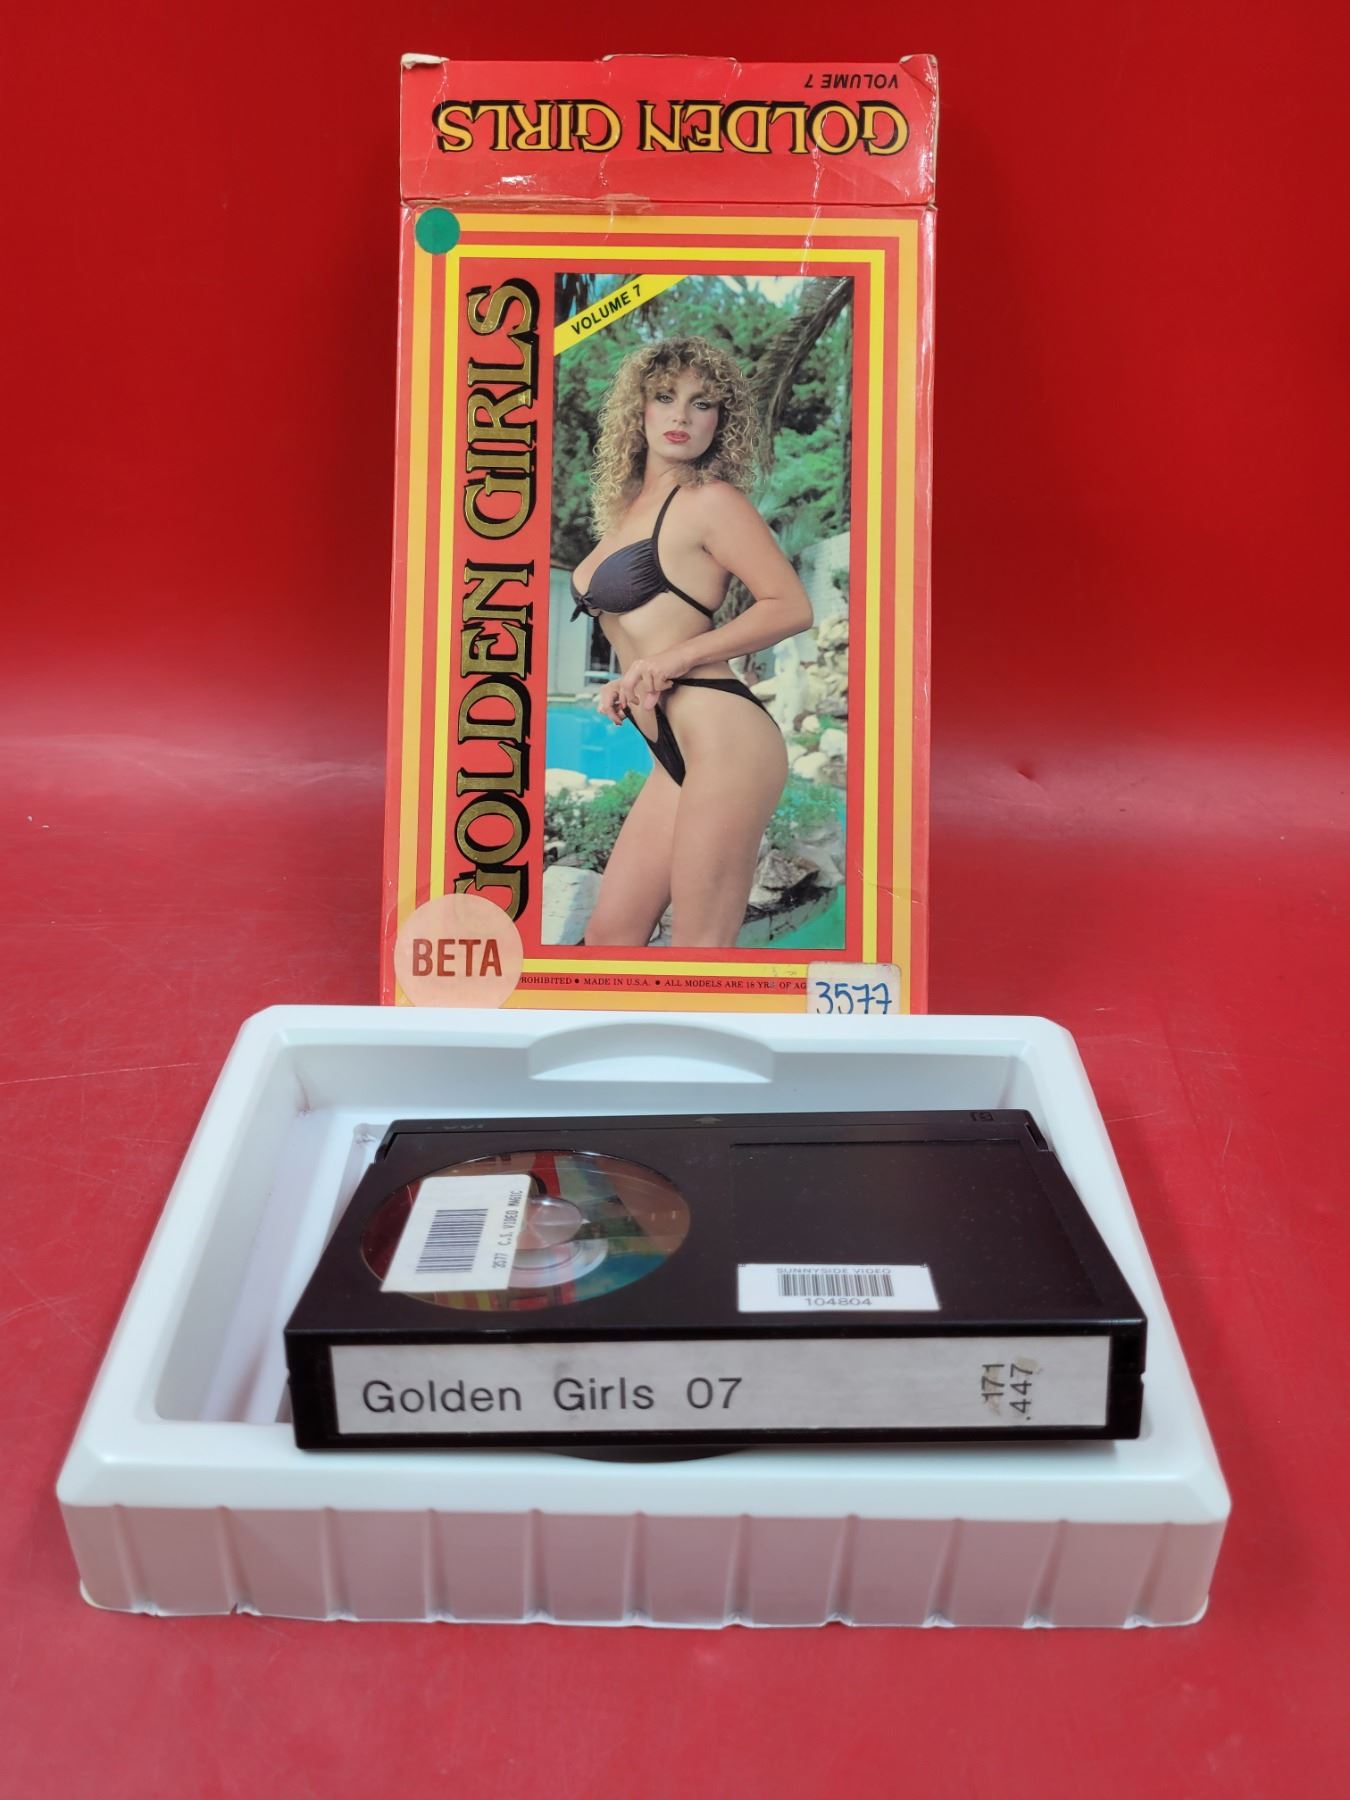 VOLUME 7
GOLDEN GIRLS
VOLUME 7
GOLDEN GIRLS
BETA
PROHIBITED ● MADE IN U.S.A. ● ALL MODELS ARE 18 YRS OF
3577
3577 C.S. VIDEO MAGIC
SUNNYSIDE VIDEO
104804
Golden Girls 07
.171
.447